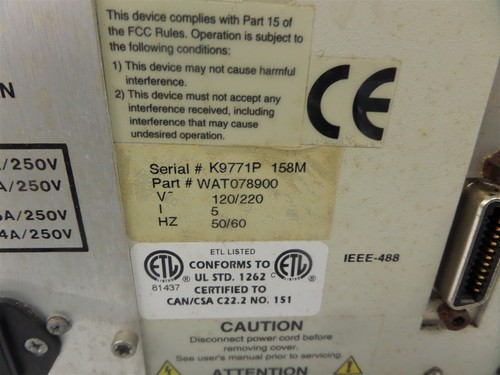 This device complies with Part 15 of
the FCC Rules. Operation is subject to
the following conditions:
1) This device may not cause harmful
interference.
2) This device must not accept any
interference received, including
interference that may cause
undesired operation.
CE
N
A/250V
A/250V
A/250V
4A/250V
Serial # K9771P 158M
Part # WAT078900
V~ 120/220
I 5
HZ 50/60
ETL LISTED
CONFORMS TO
UL STD. 1262
CERTIFIED TO
CAN/CSA C22.2 NO. 151
ETL
81437
C ETL
IEEE-488
CAUTION
Disconnect power cord before
removing cover.
See user's manual prior to servicing.
ATTENTION